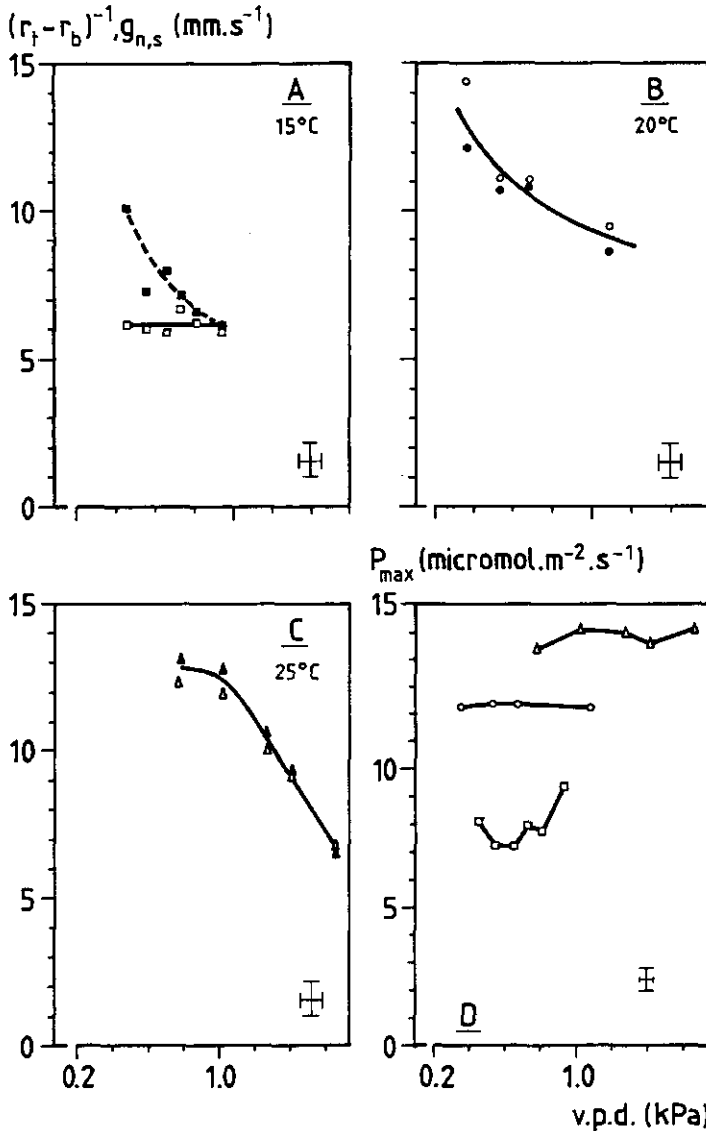 (r_t-r_b)^-1, g_n,s (mm.s^-1)
15
10
5
0
A
15°C
B
20°C
P_max (micromol.m^-2.s^-1)
15
10
5
0
C
25°C
15
10
5
0
D
0.2
1.0
0.2
1.0
v.p.d. (kPa)